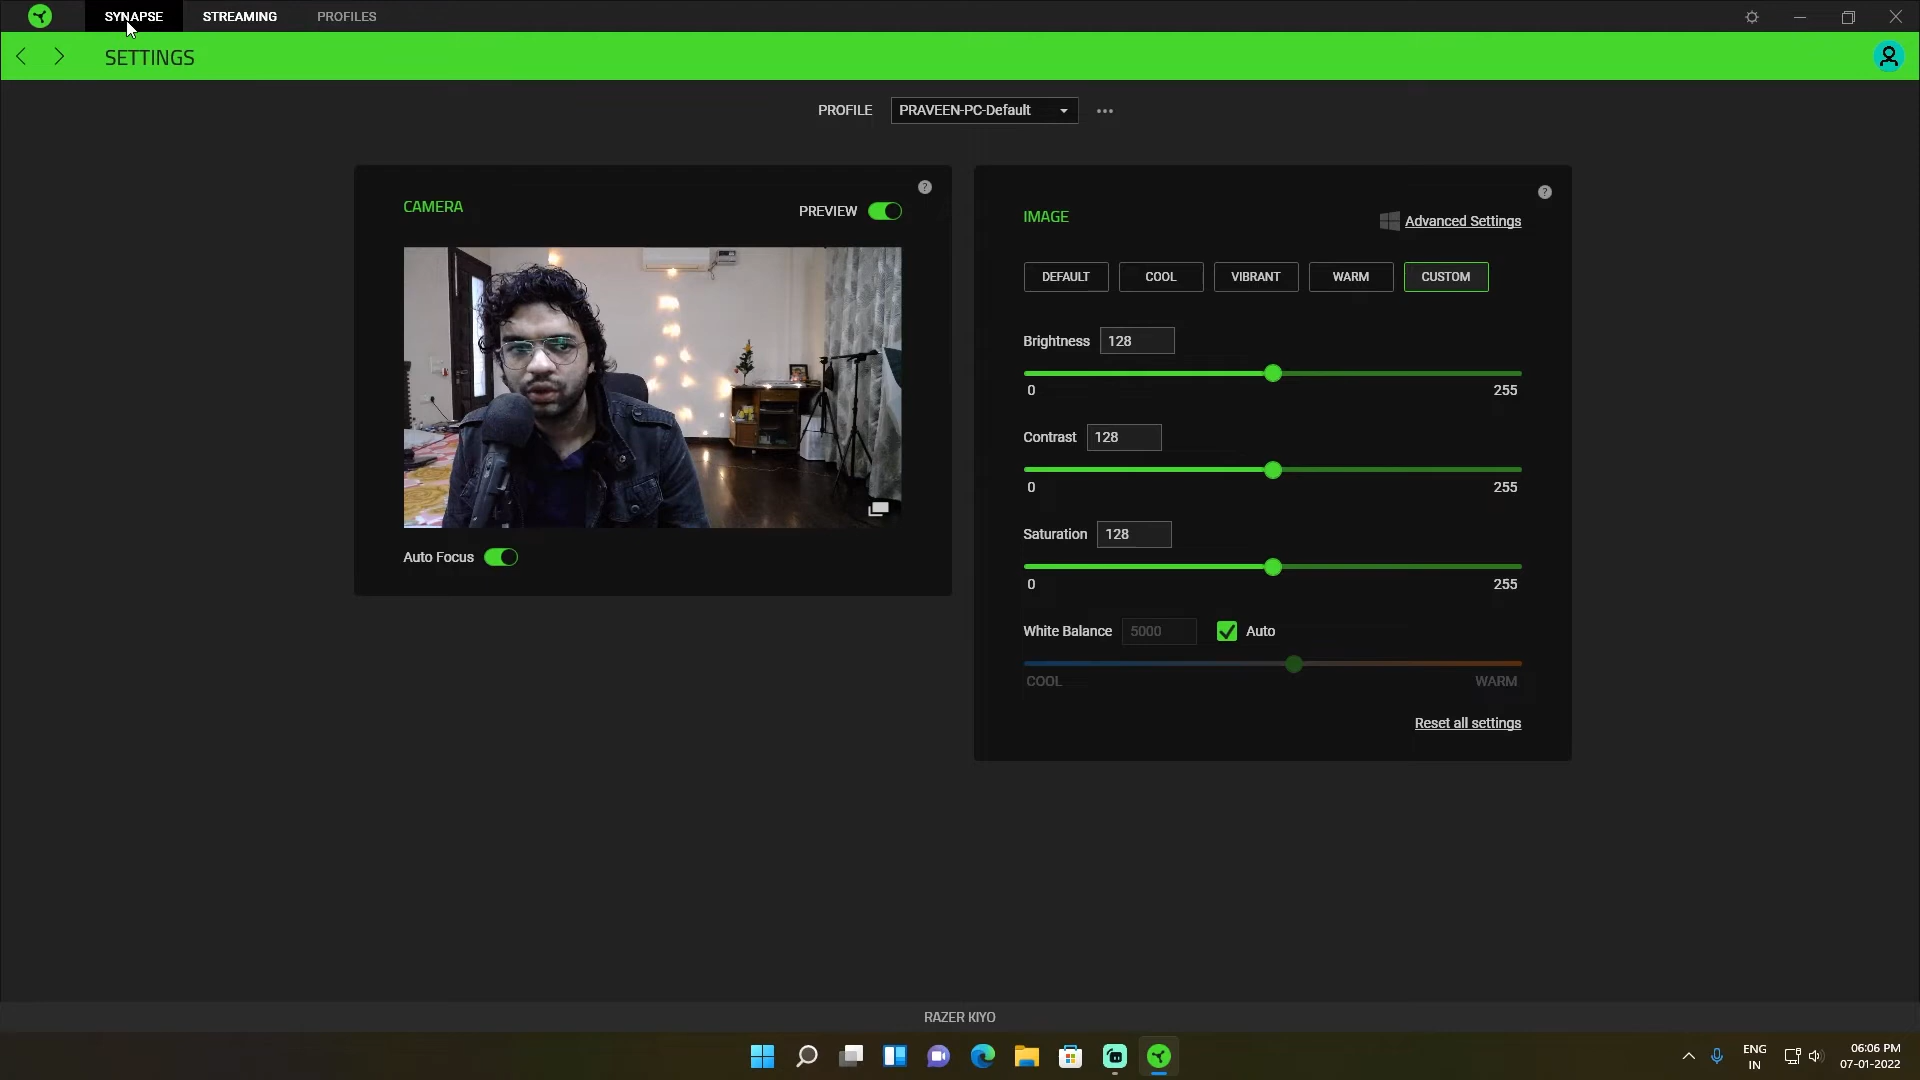 SYNAPSE STREAMING PROFILES
SETTINGS
PROFILE PRAVEEN-PC-Default
CAMERA
PREVIEW
Auto Focus
IMAGE
Advanced Settings
DEFAULT COOL VIBRANT WARM CUSTOM
Brightness 128
0 255
Contrast 128
0 255
Saturation 128
0 255
White Balance 5000 Auto
COOL WARM
Reset all settings
RAZER KIYO
ENG
IN
06:06 PM
07-01-2022